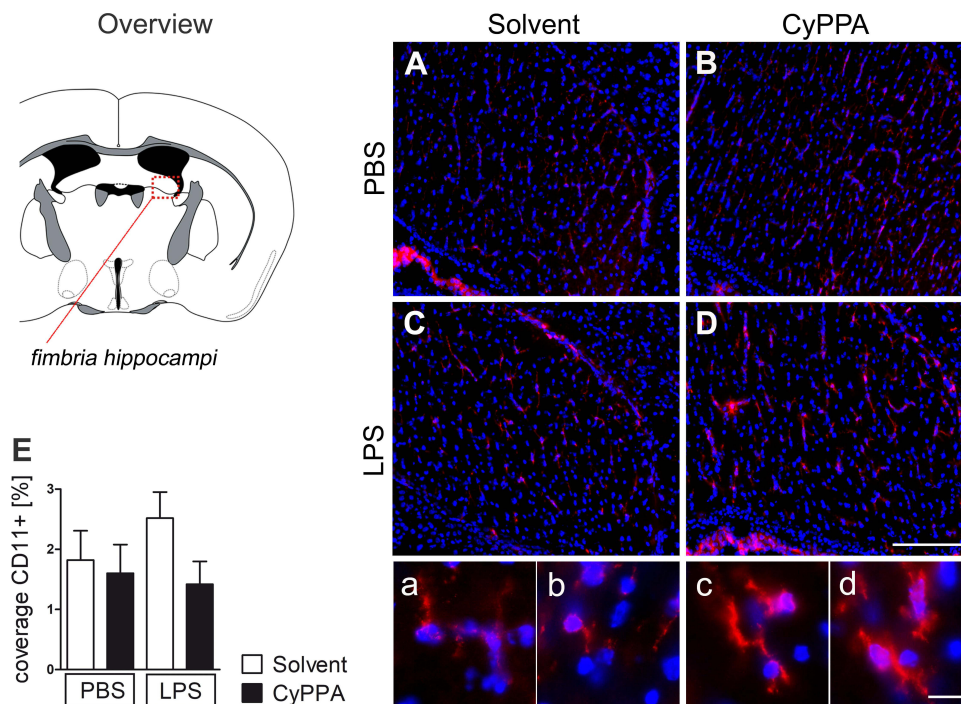 Overview
Solvent
CyPPA
PBS
A
B
fimbria hippocampi
LPS
C
D
E
coverage CD11+ [%]
3
2
1
0
PBS
LPS
Solvent
CyPPA
a
b
c
d